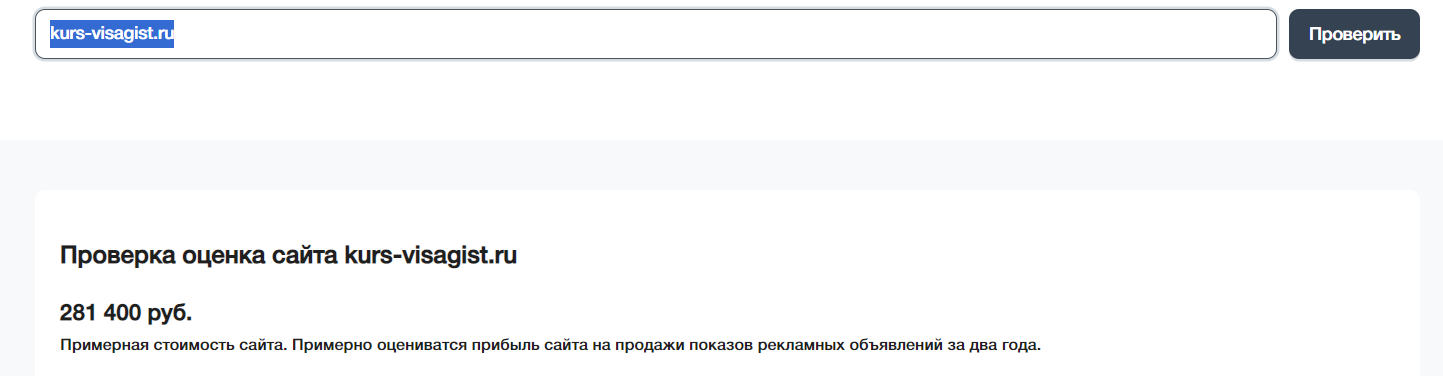 kurs-visagist.ru
Проверить
Проверка оценка сайта kurs-visagist.ru
281 400 руб.
Примерная стоимость сайта. Примерно оцениватся прибыль сайта на продажи показов рекламных объявлений за два года.